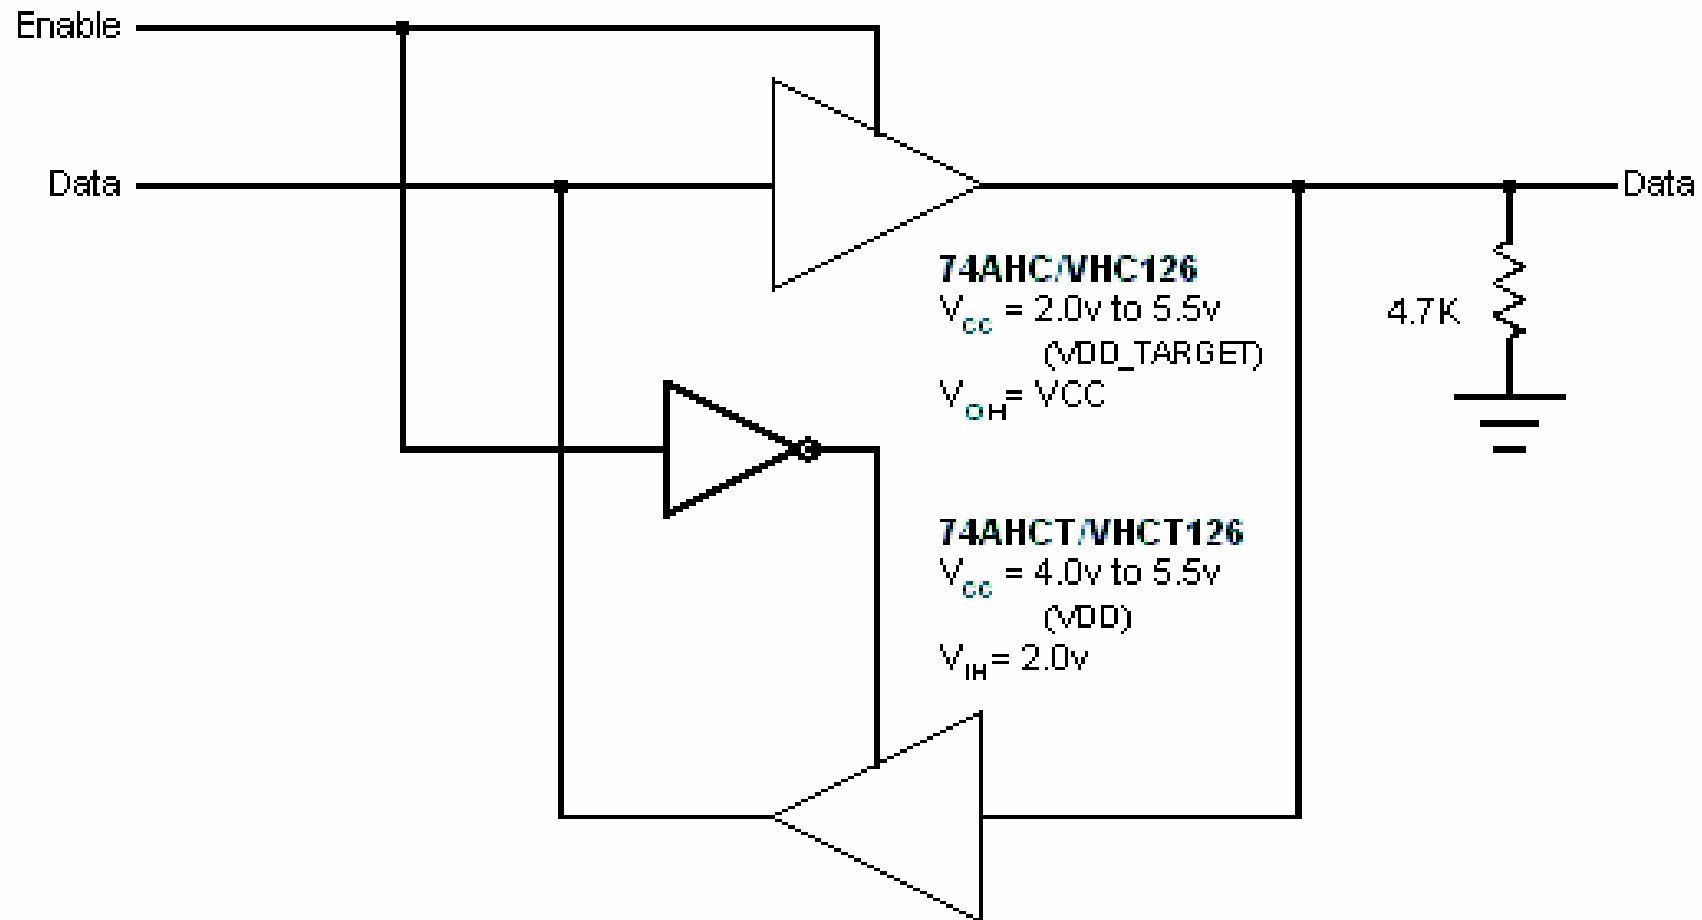 Enable
Data
Data
74AHC/VHC126
VCC = 2.0v to 5.5v
(VDD_TARGET)
VOH= VCC
4.7K
74AHCT/VHCT126
VCC = 4.0v to 5.5v
(VDD)
VIH= 2.0v